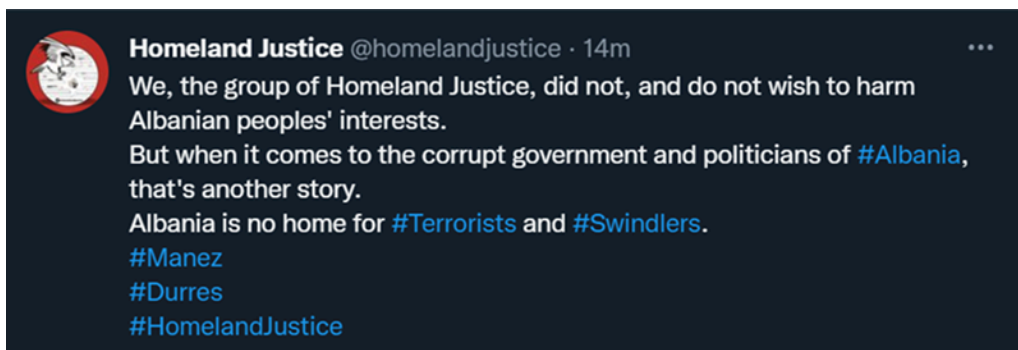 Homeland Justice @homelandjustice · 14m
We, the group of Homeland Justice, did not, and do not wish to harm
Albanian peoples' interests.
But when it comes to the corrupt government and politicians of #Albania,
that's another story.
Albania is no home for #Terrorists and #Swindlers.
#Manez
#Durres
#HomelandJustice